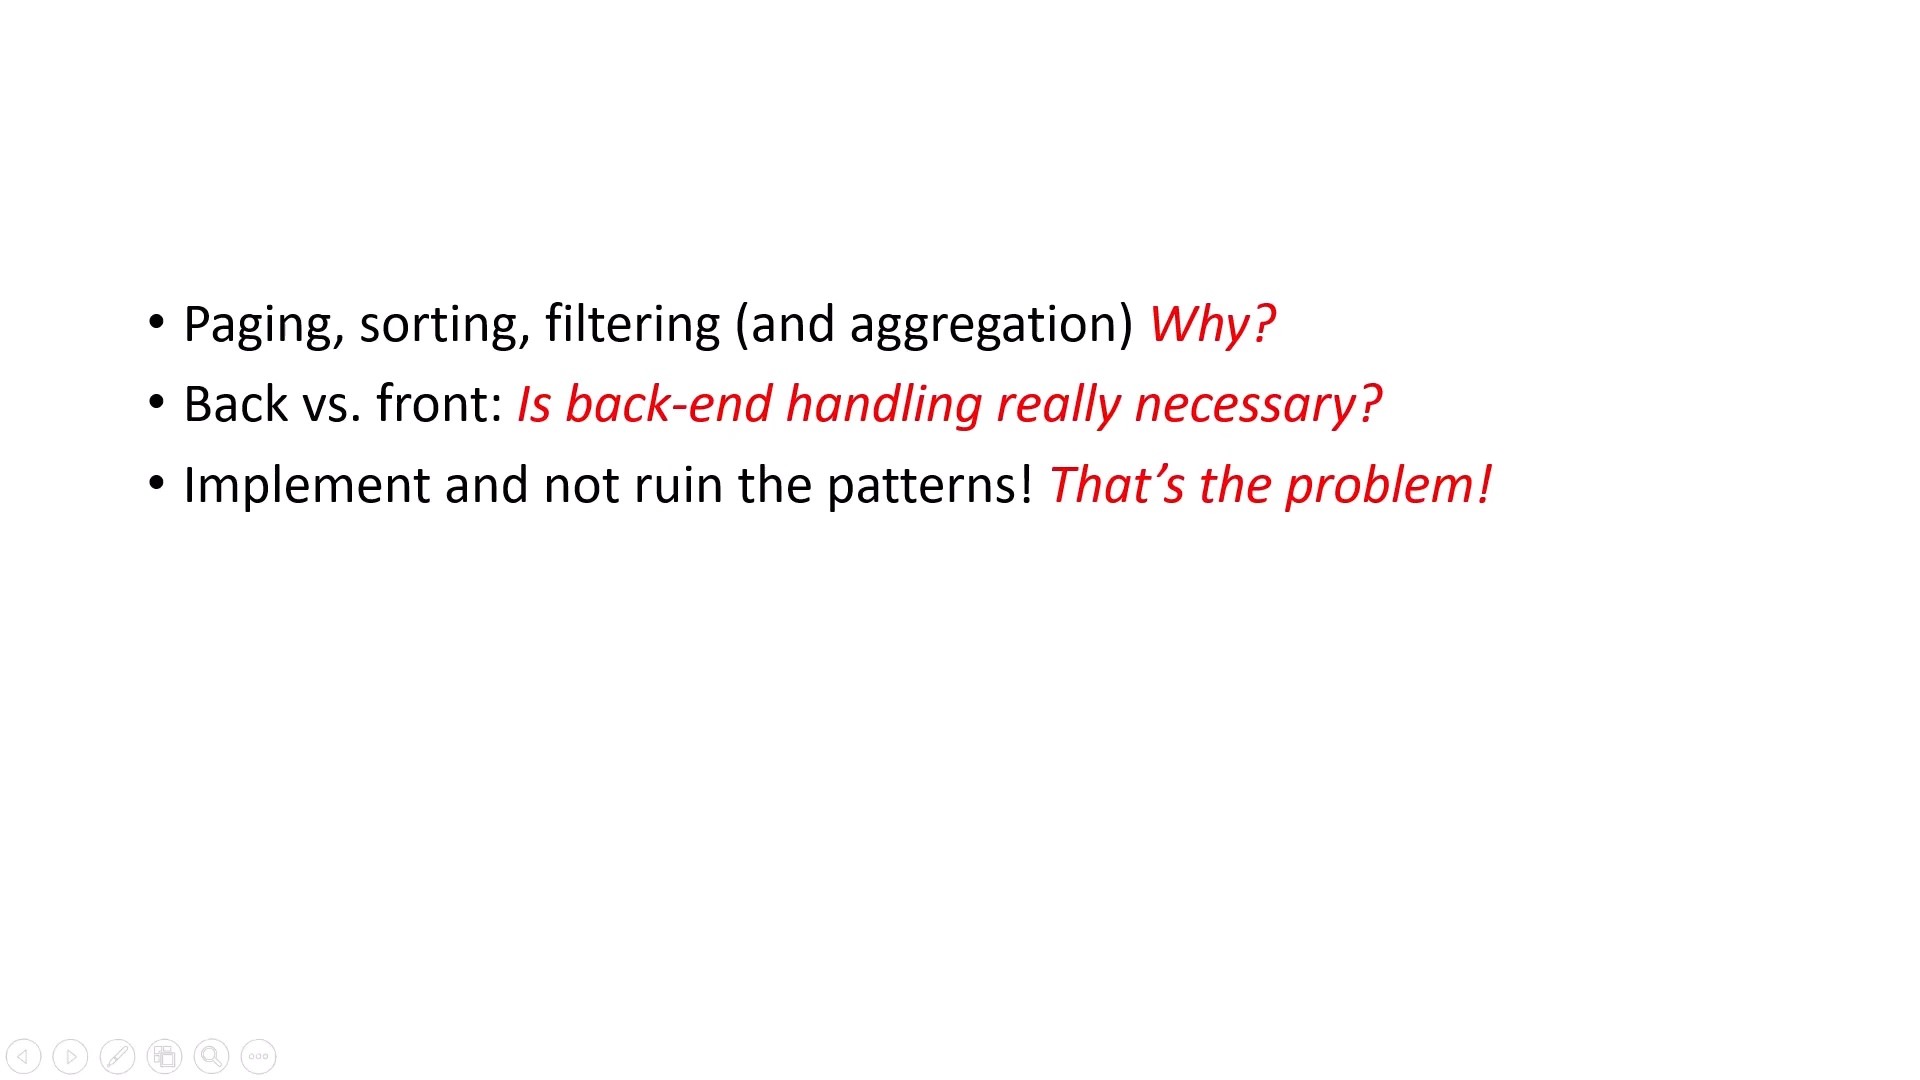 • Paging, sorting, filtering (and aggregation) Why?
• Back vs. front: Is back-end handling really necessary?
• Implement and not ruin the patterns! That’s the problem!